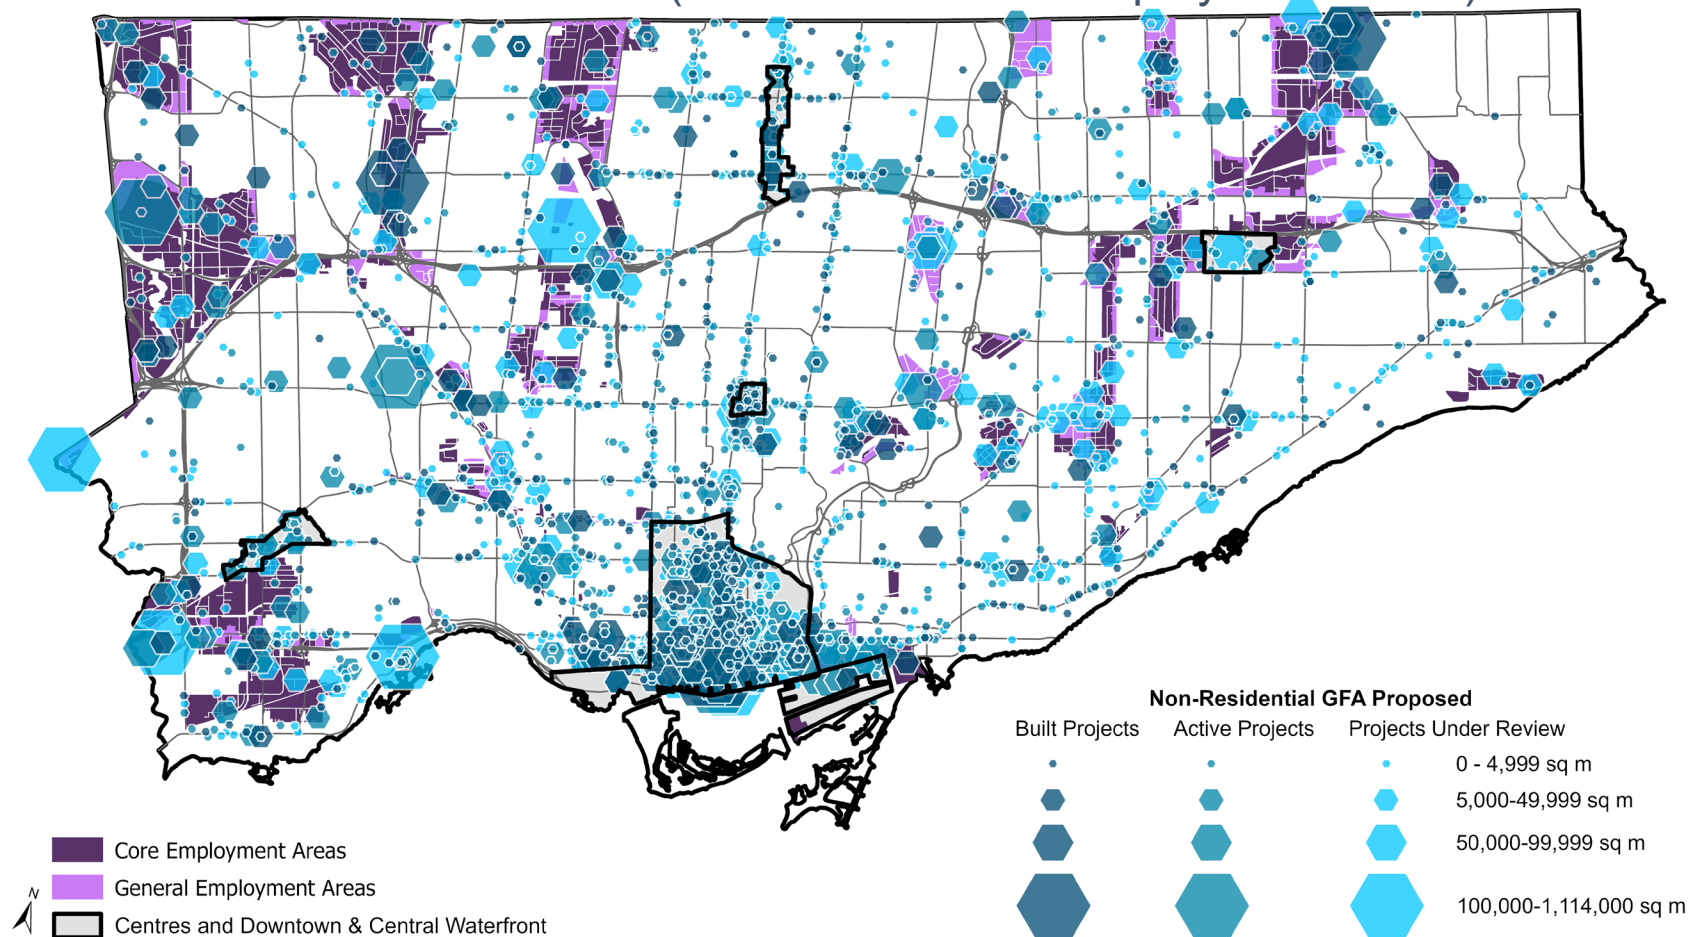 Non-Residential GFA Proposed
Built Projects Active Projects Projects Under Review
0 - 4,999 sq m
5,000-49,999 sq m
50,000-99,999 sq m
100,000-1,114,000 sq m
Core Employment Areas
General Employment Areas
Centres and Downtown & Central Waterfront
N